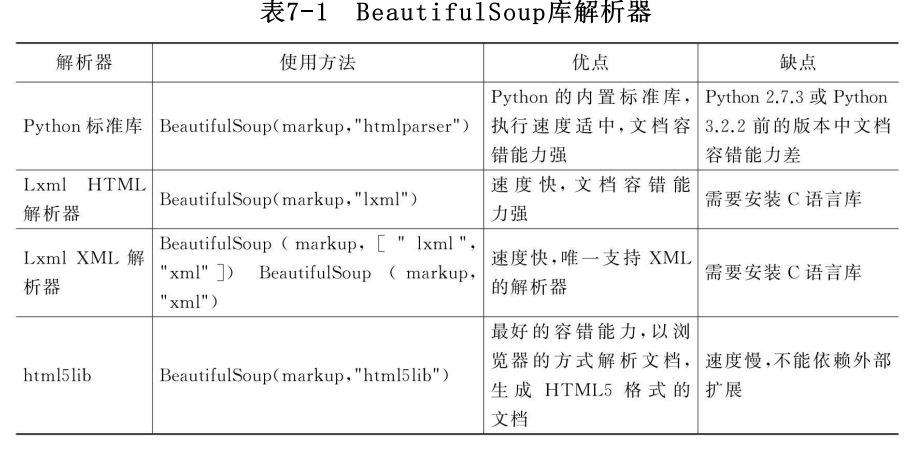 表7-1 BeautifulSoup库解析器
解析器 使用方法 优点 缺点
Python 标准库
BeautifulSoup(markup,"htmlparser")
Python 的内置标准库,
执行速度适中,文档容
错能力强
Python 2.7.3 或 Python
3.2.2 前的版本中文档
容错能力差
Lxml HTML
解析器
BeautifulSoup(markup,"lxml")
速度快,文档容错能
力强
需要安装 C 语言库
Lxml XML 解
析器
BeautifulSoup ( markup, [ " lxml ",
"xml" ]) BeautifulSoup ( markup,
"xml")
速度快,唯一支持 XML
的解析器
需要安装 C 语言库
html5lib
BeautifulSoup(markup,"html5lib")
最好的容错能力,以浏
览器的方式解析文档,
生成 HTML5 格式的
文档
速度慢,不能依赖外部
扩展